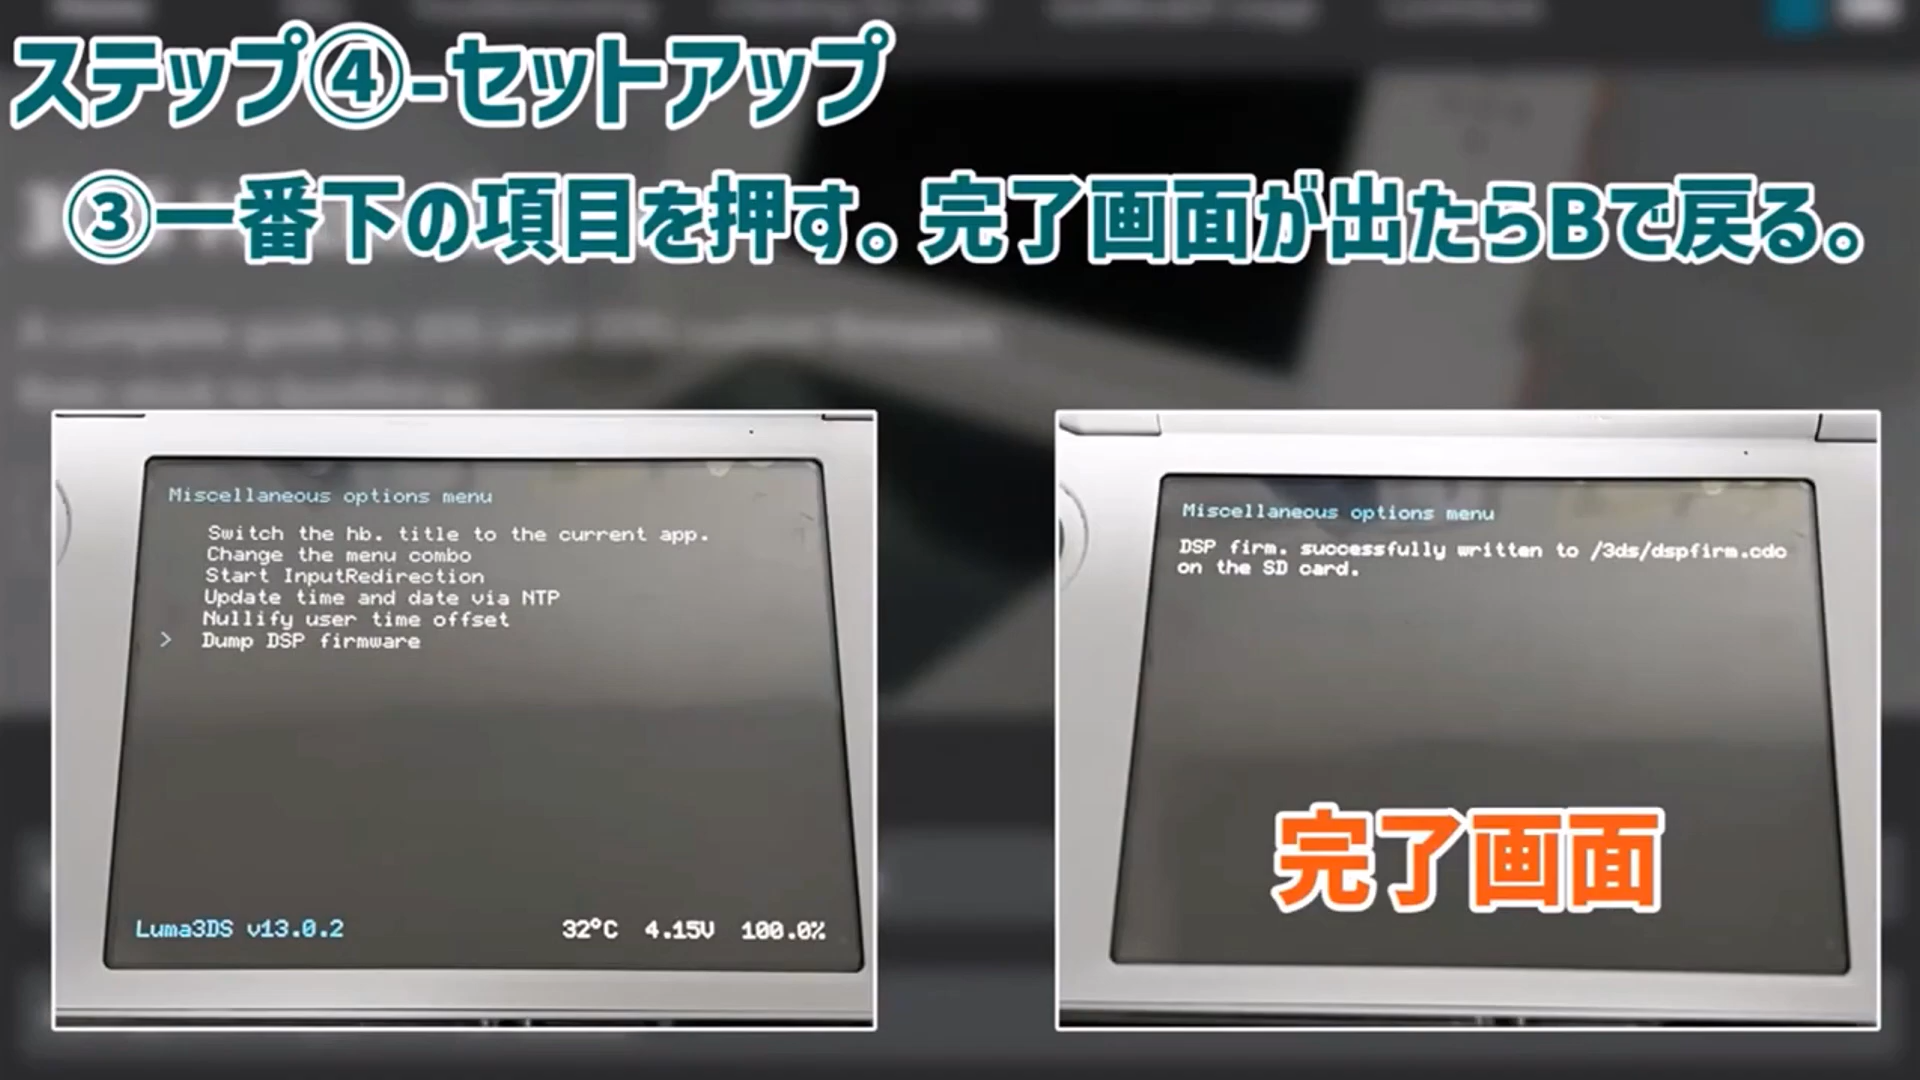 ステップ④-セットアップ
③一番下の項目を押す。完了画面が出たらBで戻る。
Miscellaneous options menu
Switch the hb. title to the current app.
Change the menu combo
Start InputRedirection
Update time and date via NTP
Nullify user time offset
> Dump DSP firmware
Luma3DS v13.0.2 32°C 4.15V 100.0%
Miscellaneous options menu
DSP firm. successfully written to /3ds/dspfirm.cdc
on the SD card.
完了画面